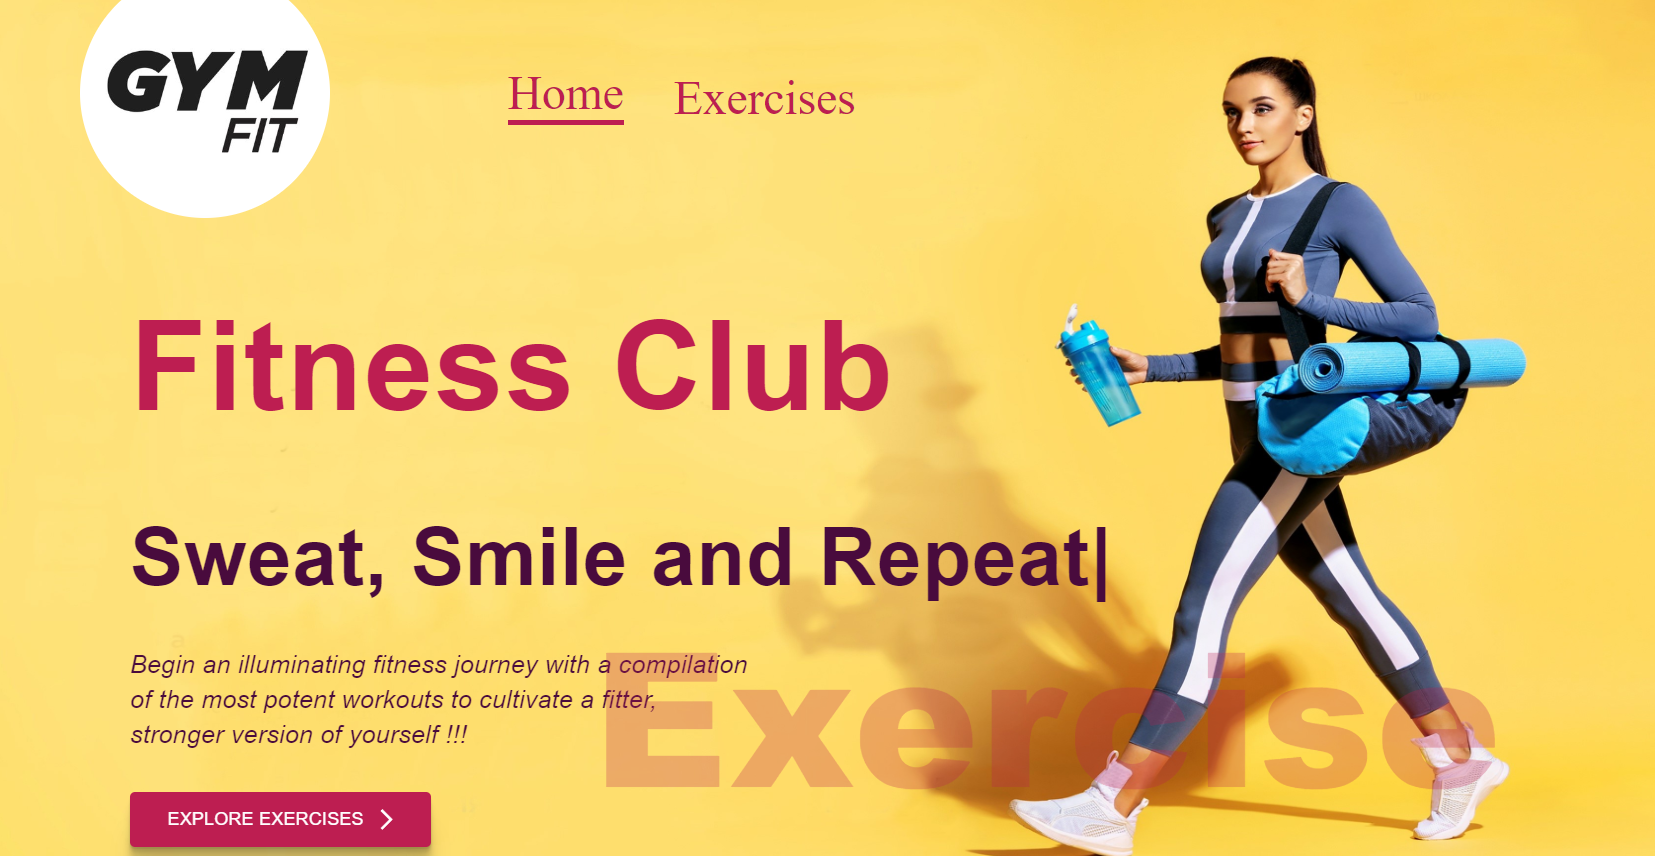 GYM
FIT
Home
Exercises
Fitness Club
Sweat, Smile and Repeat|
Begin an illuminating fitness journey with a compilation
of the most potent workouts to cultivate a fitter,
stronger version of yourself !!!
Exercise
EXPLORE EXERCISES